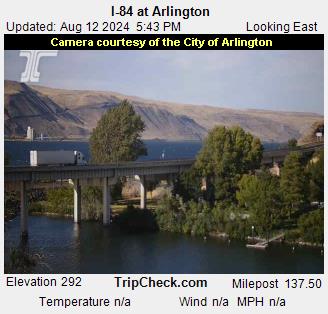 I-84 at Arlington
Updated: Aug 12 2024 5:43 PM Looking East
Camera courtesy of the City of Arlington
Elevation 292 TripCheck.com Milepost 137.50
Temperature n/a Wind n/a MPH n/a